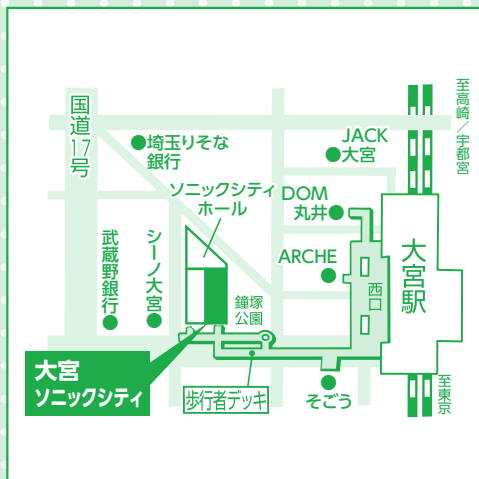 国道17号
埼玉りそな
銀行
JACK
大宮
至高崎／宇都宮
ソニックシティ
ホール
DOM
丸井
武蔵野銀行
シーノ大宮
ARCHE
西口
大宮駅
鐘塚
公園
大宮
ソニックシティ
歩行者デッキ
そごう
至東京